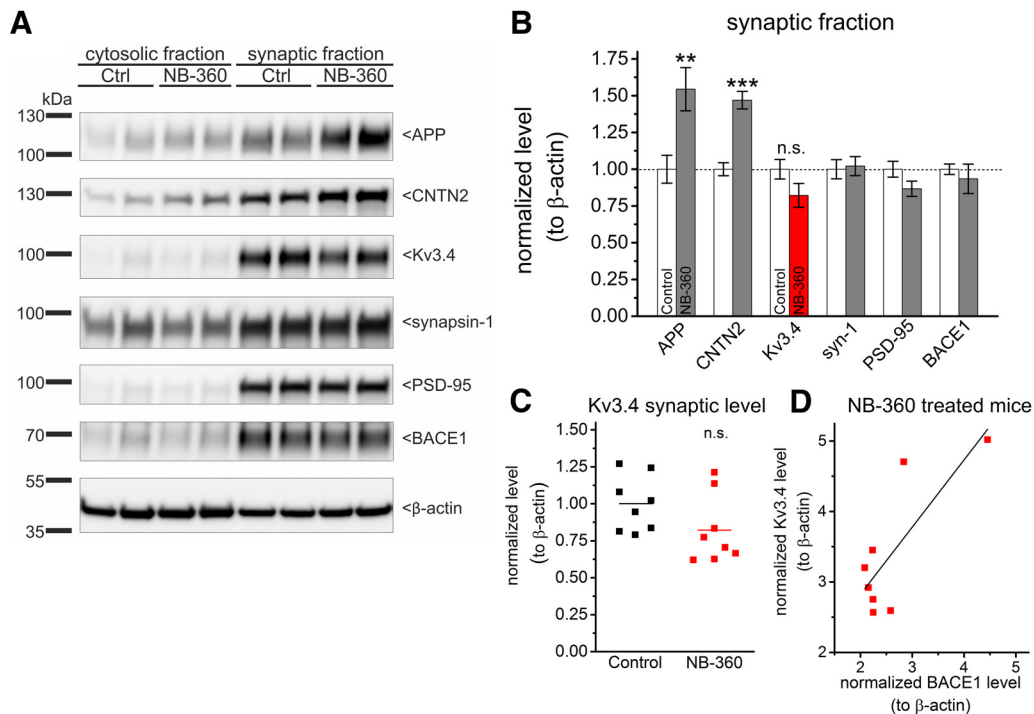 A
cytosolic fraction synaptic fraction
Ctrl NB-360 Ctrl NB-360
kDa
130
100
<APP
130
<CNTN2
100
<Kv3.4
100
<synapsin-1
100
<PSD-95
70
<BACE1
55
35
<β-actin
B
synaptic fraction
normalized level
(to β-actin)
1.75
1.50
1.25
1.00
0.75
0.50
0.25
0.00
**
***
n.s.
Control
NB-360
Control
NB-360
APP
CNTN2
Kv3.4
syn-1
PSD-95
BACE1
C
Kv3.4 synaptic level
normalized level
(to β-actin)
1.50
1.25
1.00
0.75
0.50
0.25
0.00
n.s.
Control NB-360
D
NB-360 treated mice
normalized Kv3.4 level
(to β-actin)
5
4
3
2
2 3 4 5
normalized BACE1 level
(to β-actin)